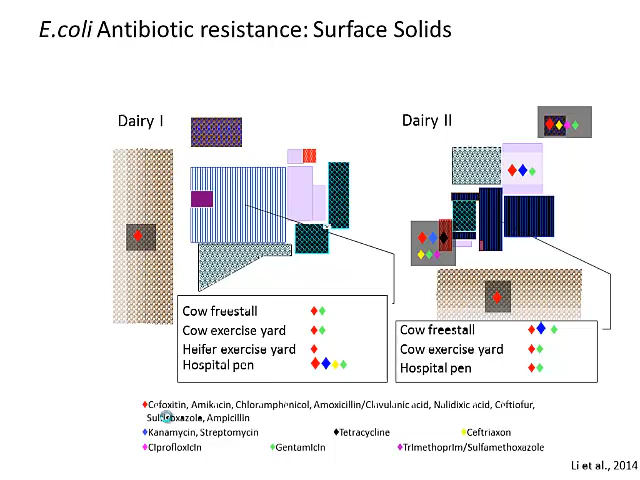 E.coli Antibiotic resistance: Surface Solids
Dairy I
Dairy II
Cow freestall
Cow exercise yard
Heifer exercise yard
Hospital pen
Cow freestall
Cow exercise yard
Hospital pen
Cefoxitin, Amikacin, Chloramphenicol, Amoxicillin/Clavulanic acid, Nalidixic acid, Ceftiofur,
Ampicillin
Kanamycin, Streptomycin
Tetracycline
Ceftriaxon
Ciprofloxicin
Gentamicin
Trimethoprim/Sulfamethoxazole
Li et al., 2014